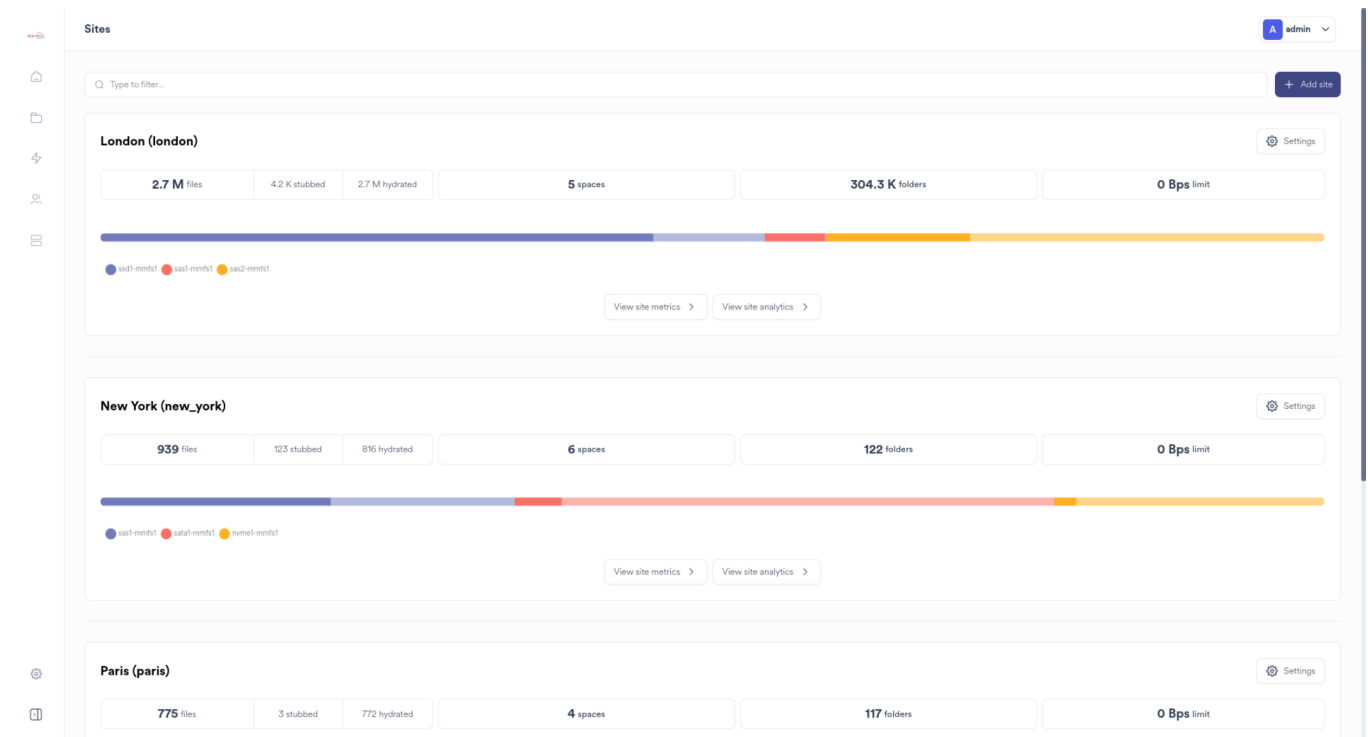 Sites
A admin
Type to filter...
+ Add site
London (london)
Settings
2.7 M files
4.2 K stubbed
2.7 M hydrated
5 spaces
304.3 K folders
0 Bps limit
ssd1-mmfs1
sas1-mmfs1
sas2-mmfs1
View site metrics
View site analytics
New York (new_york)
Settings
939 files
123 stubbed
816 hydrated
6 spaces
122 folders
0 Bps limit
sas1-mmfs1
sata1-mmfs1
nvme1-mmfs1
View site metrics
View site analytics
Paris (paris)
Settings
775 files
3 stubbed
772 hydrated
4 spaces
117 folders
0 Bps limit